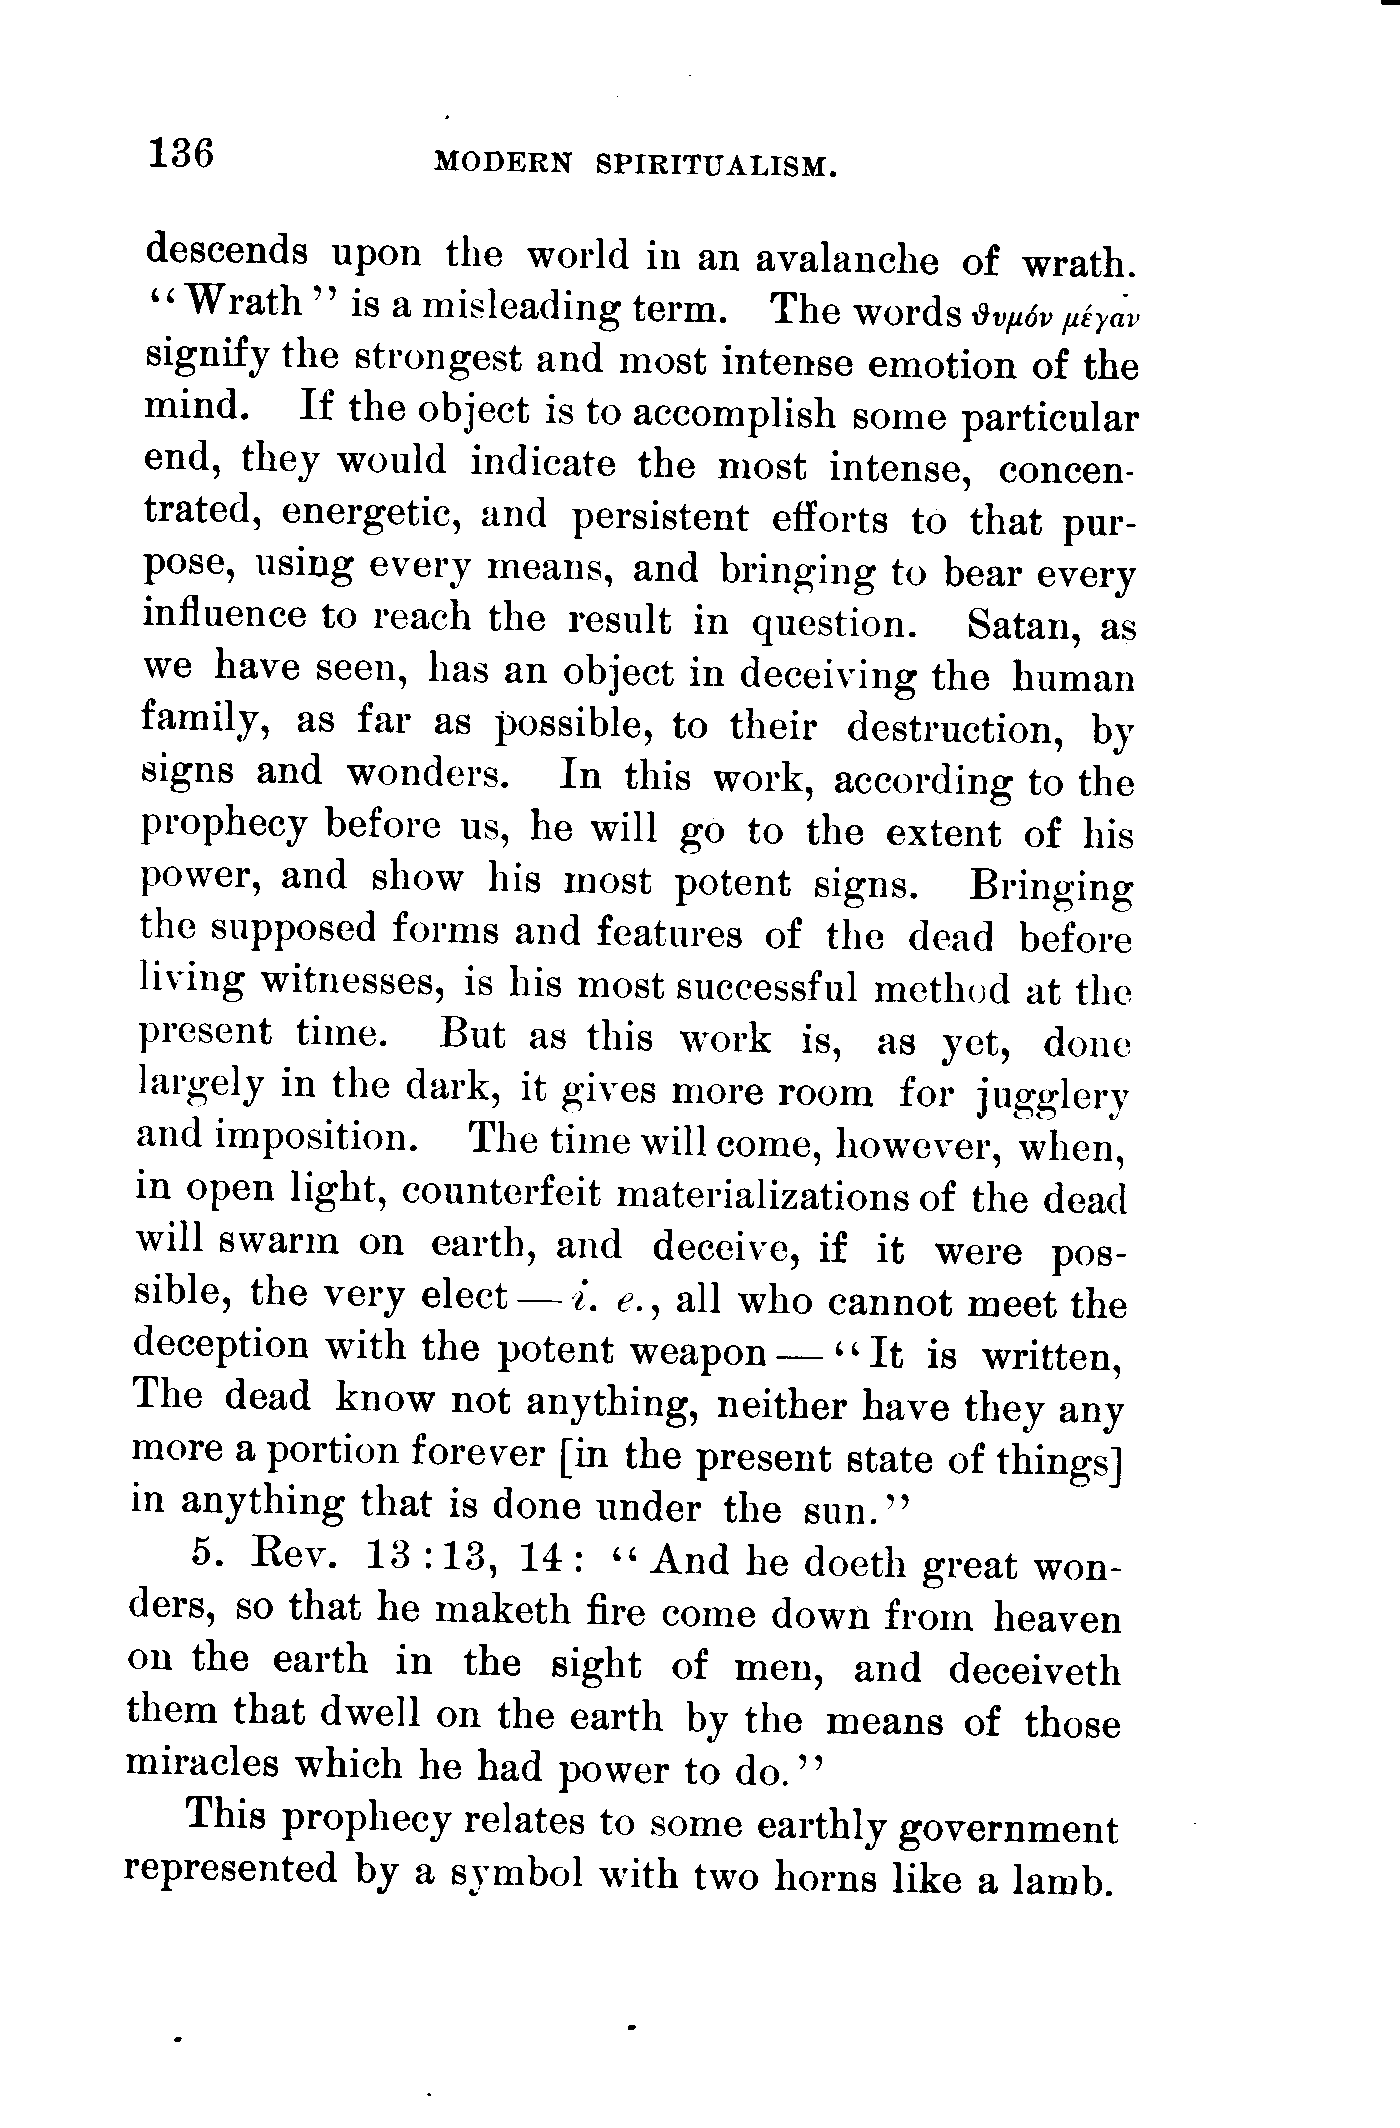 136 MODERN SPIRITUALISM.
descends upon the world in an avalanche of wrath.
“Wrath” is a misleading term. The words ϑυμόν μέγαν
signify the strongest and most intense emotion of the
mind. If the object is to accomplish some particular
end, they would indicate the most intense, concen-
trated, energetic, and persistent efforts to that pur-
pose, using every means, and bringing to bear every
influence to reach the result in question. Satan, as
we have seen, has an object in deceiving the human
family, as far as possible, to their destruction, by
signs and wonders. In this work, according to the
prophecy before us, he will go to the extent of his
power, and show his most potent signs. Bringing
the supposed forms and features of the dead before
living witnesses, is his most successful method at the
present time. But as this work is, as yet, done
largely in the dark, it gives more room for jugglery
and imposition. The time will come, however, when,
in open light, counterfeit materializations of the dead
will swarm on earth, and deceive, if it were pos-
sible, the very elect — i. e., all who cannot meet the
deception with the potent weapon — “It is written,
The dead know not anything, neither have they any
more a portion forever [in the present state of things]
in anything that is done under the sun.”
5. Rev. 13:13, 14: “And he doeth great won-
ders, so that he maketh fire come down from heaven
on the earth in the sight of men, and deceiveth
them that dwell on the earth by the means of those
miracles which he had power to do.”
This prophecy relates to some earthly government
represented by a symbol with two horns like a lamb.